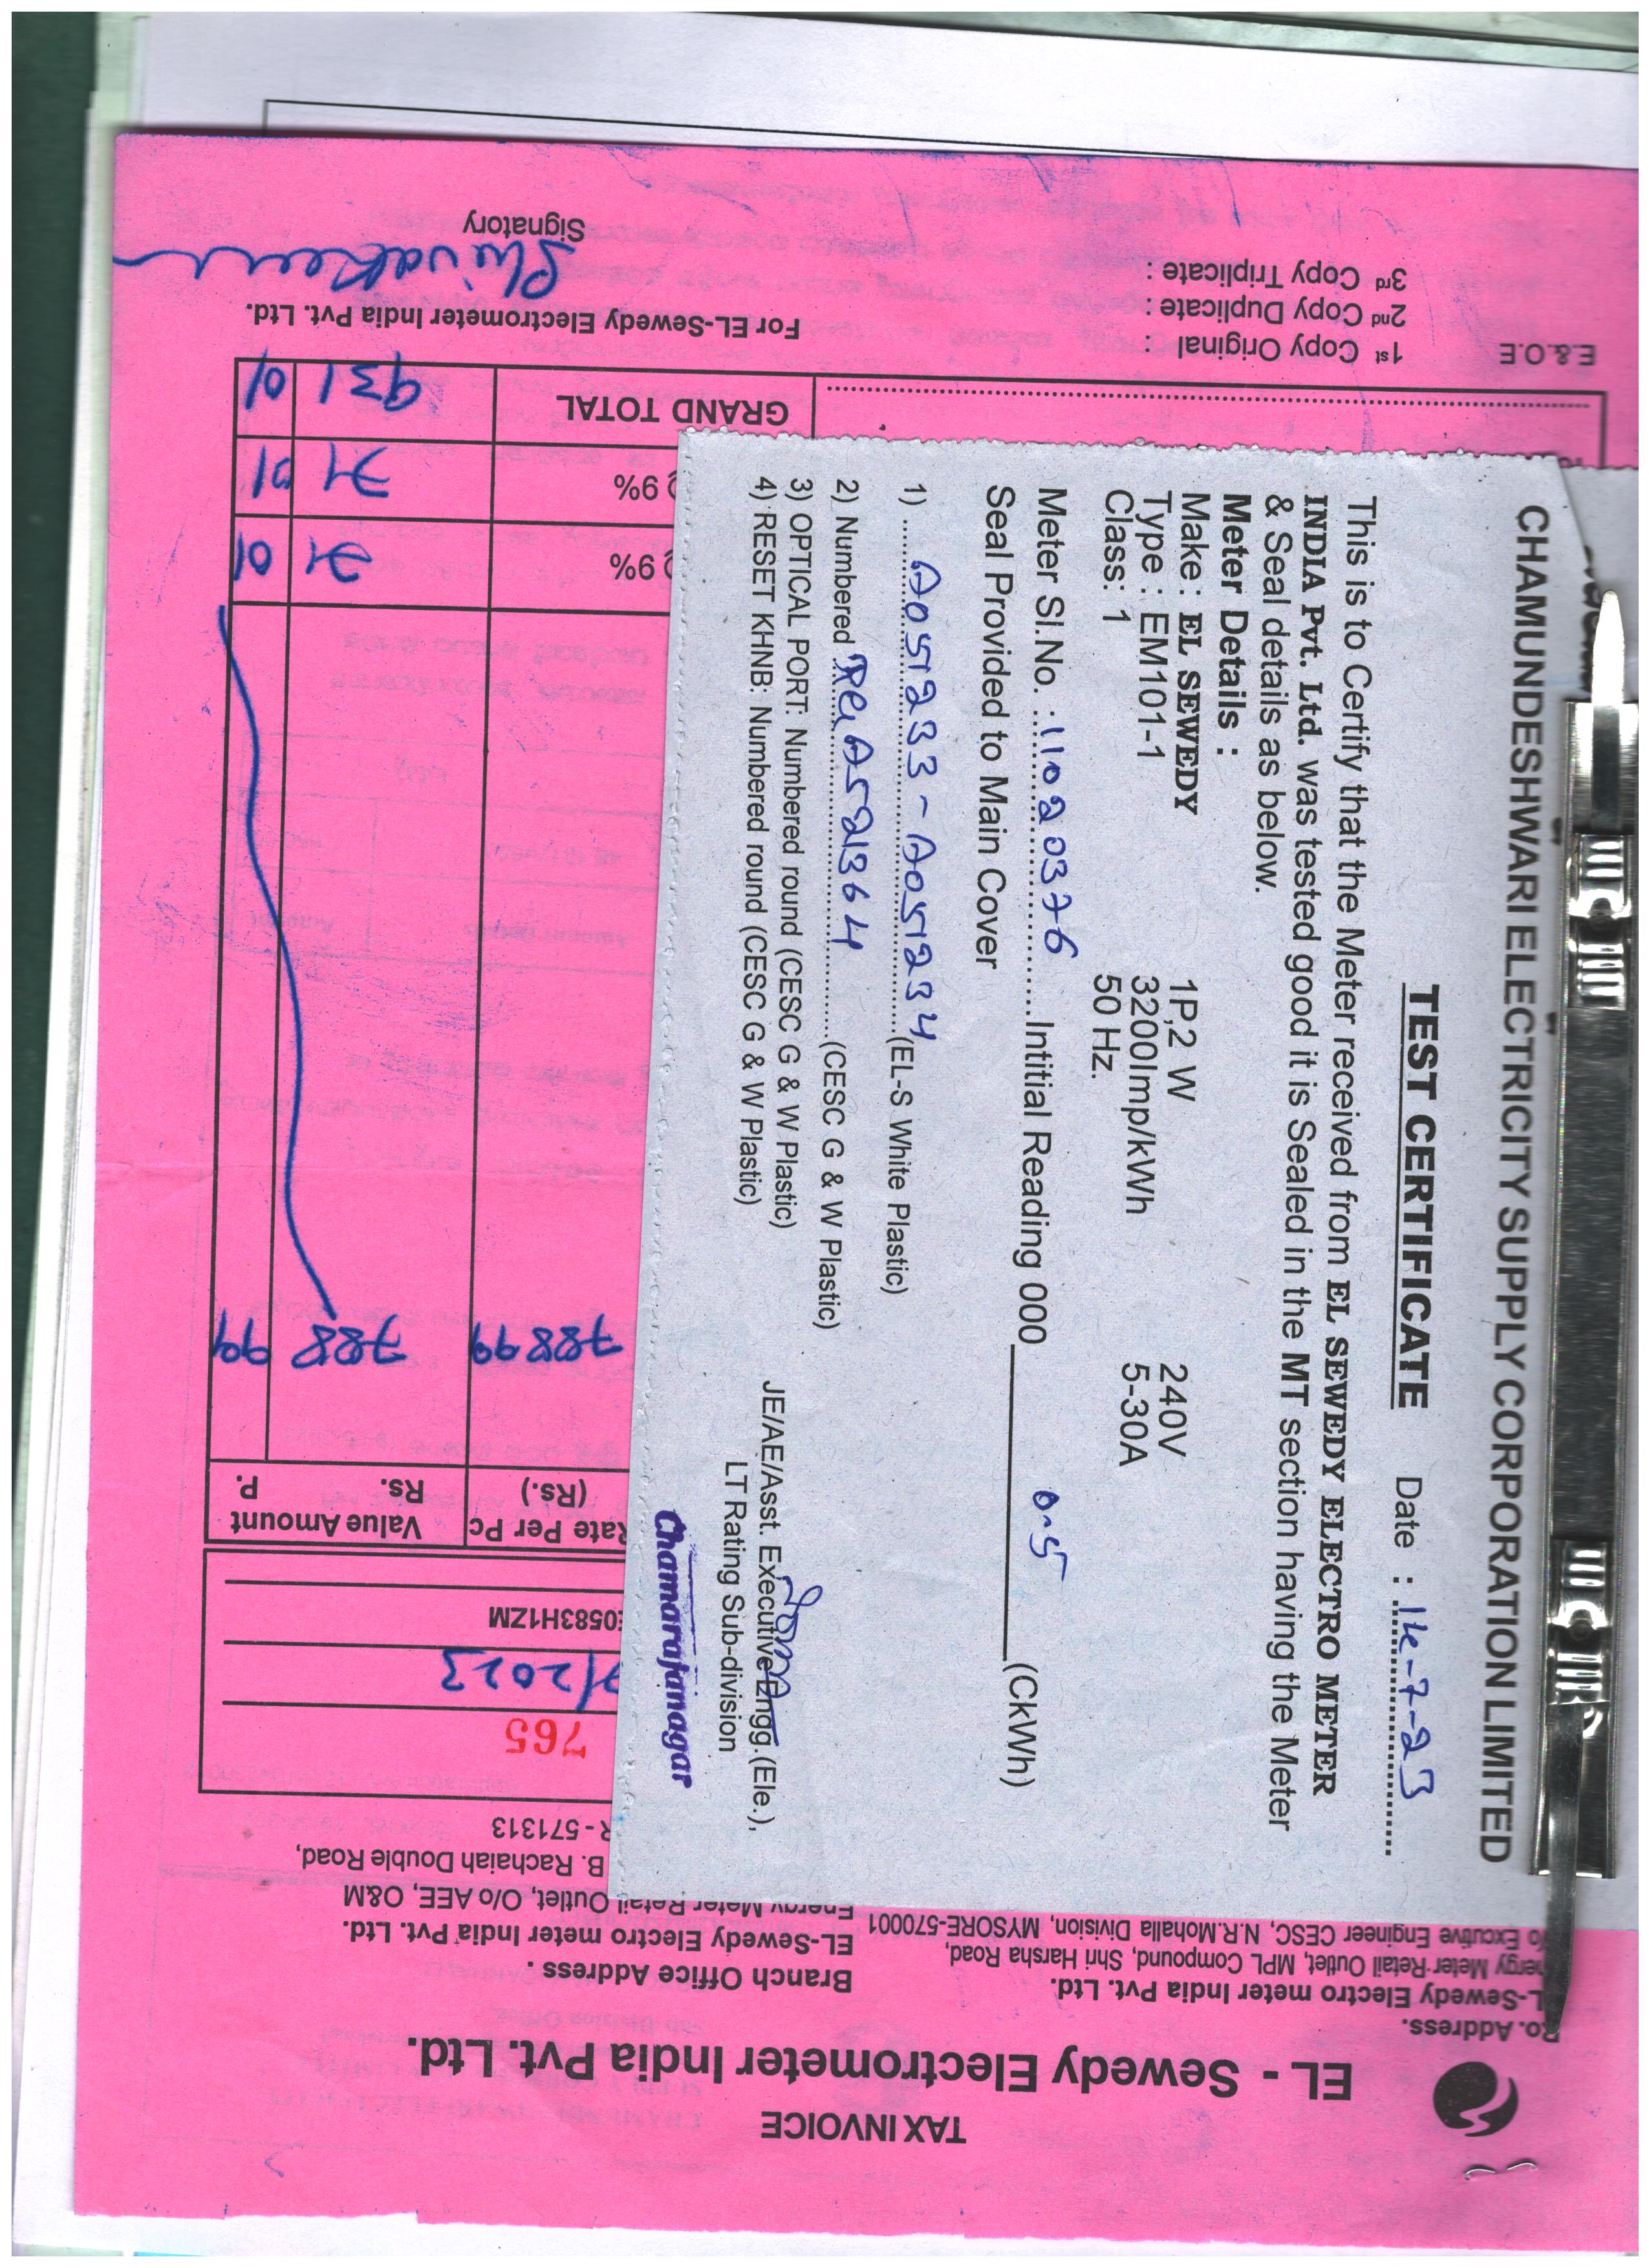 CHAMUNDESHWARI ELECTRICITY SUPPLY CORPORATION LIMITED
TEST CERTIFICATE Date : 14-7-23
This is to Certify that the Meter received from EL SEWEDY ELECTRO METER
INDIA Pvt. Ltd. was tested good it is Sealed in the MT section having the Meter
& Seal details as below.
Meter Details :
Make : EL SEWEDY 1P,2 W 240V
Type : EM101-1 3200Imp/kWh 5-30A
Class: 1 50 Hz.
Meter Sl.No. : 11020376 Intitial Reading 000 0.5 (CkWh)
Seal Provided to Main Cover
1) A051233 - A051234 (EL-S White Plastic)
2) Numbered A521364 (CESC G & W Plastic)
3) OPTICAL PORT: Numbered round (CESC G & W Plastic)
4) RESET KHNB: Numbered round (CESC G & W Plastic)
JE/AE/Asst. Executive Engg.(Ele.),
LT Rating Sub-division
Chamarajanagar
TAX INVOICE
EL - Sewedy Electrometer India Pvt. Ltd.
Address.
Sewedy Electro meter India Pvt. Ltd.
Meter Retail Outlet, MPL Compound, Shri Harsha Road,
Excutive Engineer CESC, N.R.Mohalla Division, MYSORE-570001
Branch Office Address .
EL-Sewedy Electro meter India Pvt. Ltd.
Energy Meter Retail Outlet, O/o AEE, O&M
B. Rachaiah Double Road,
R - 571313
765
/2023
0583H1ZM
Rate Per Pc (Rs.) Value Amount Rs. P.
788 99 788 99
9% 71 01
9% 71 01
GRAND TOTAL 931 01
E.&.O.E
1st Copy Original :
2nd Copy Duplicate :
3rd Copy Triplicate :
For EL-Sewedy Electrometer India Pvt. Ltd.
Signatory